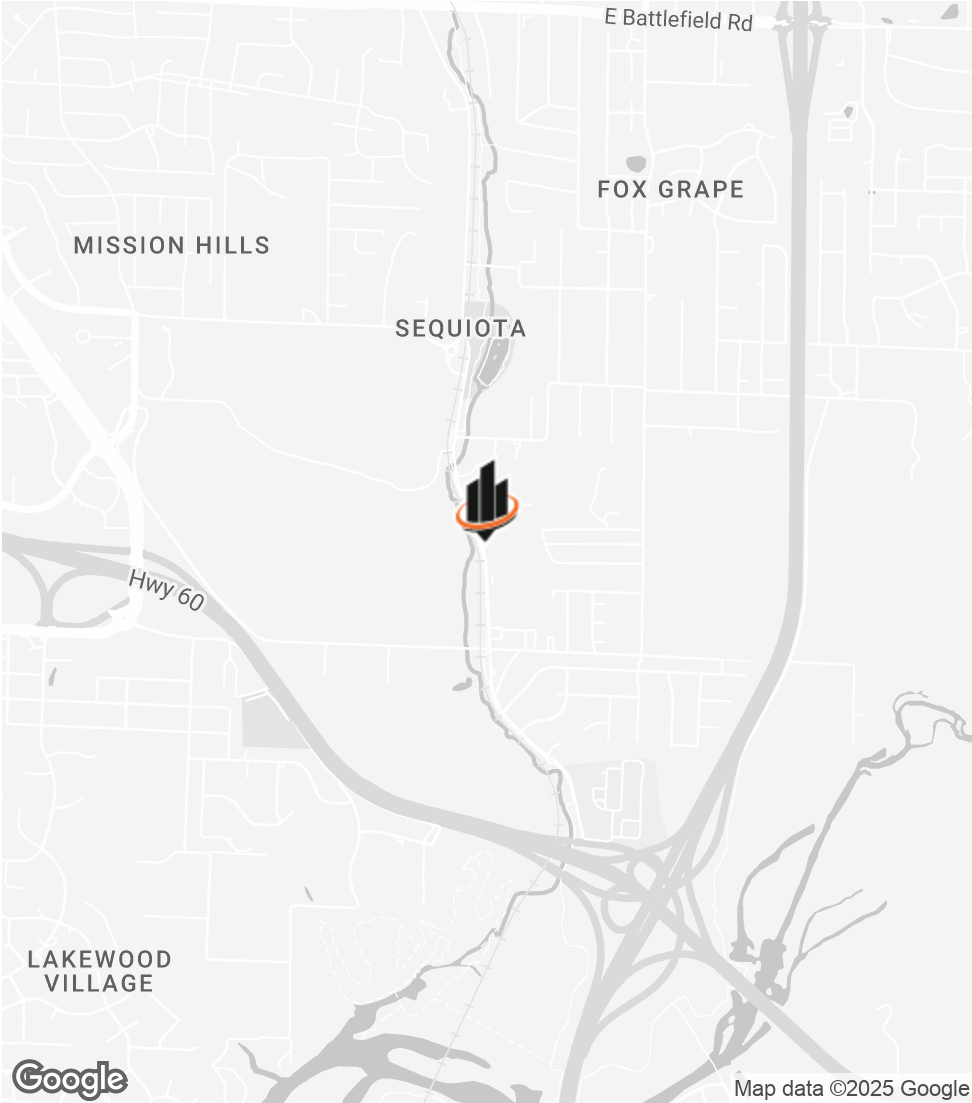 E Battlefield Rd
FOX GRAPE
MISSION HILLS
SEQUIOTA
Hwy 60
LAKEWOOD
VILLAGE
Google
Map data ©2025 Google